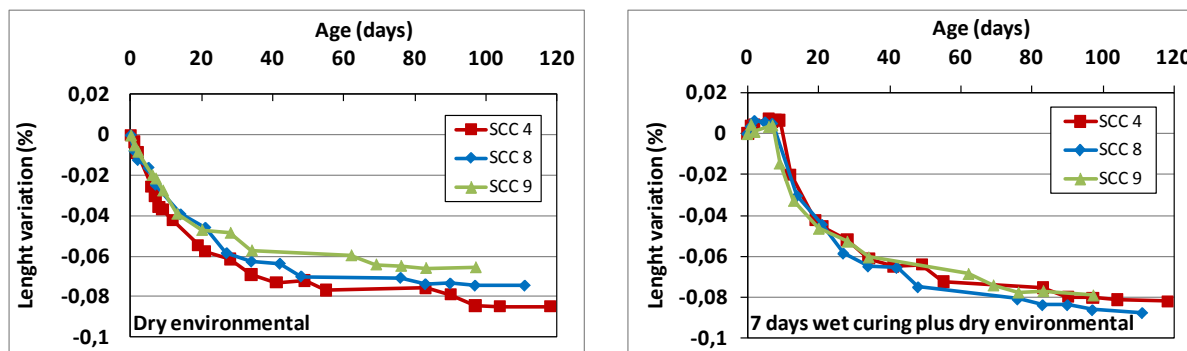 Age (days)
0 20 40 60 80 100 120
0,02
0
-0,02
-0,04
-0,06
-0,08
-0,1
Lenght variation (%)
SCC 4
SCC 8
SCC 9
Dry environmental
Age (days)
0 20 40 60 80 100 120
0,02
0
-0,02
-0,04
-0,06
-0,08
-0,1
Lenght variation (%)
SCC 4
SCC 8
SCC 9
7 days wet curing plus dry environmental